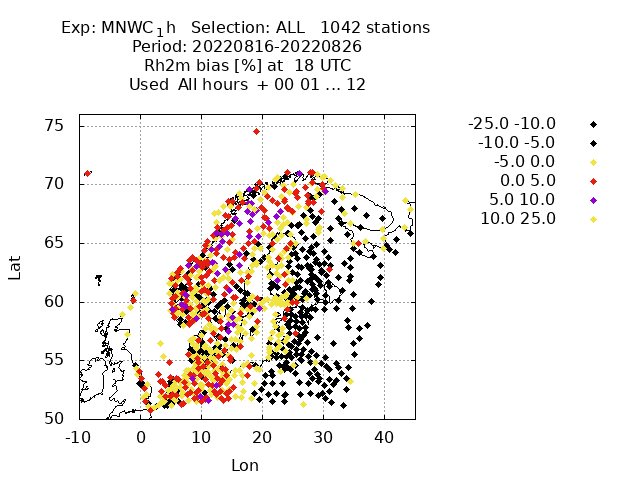 Exp: MNWC_1h   Selection: ALL   1042 stations
Period: 20220816-20220826
Rh2m bias [%] at  18 UTC
Used  All hours  + 00 01 ... 12
-25.0 -10.0
-10.0 -5.0
-5.0 0.0
0.0 5.0
5.0 10.0
10.0 25.0
75
70
65
60
55
50
Lat
-10 0 10 20 30 40
Lon